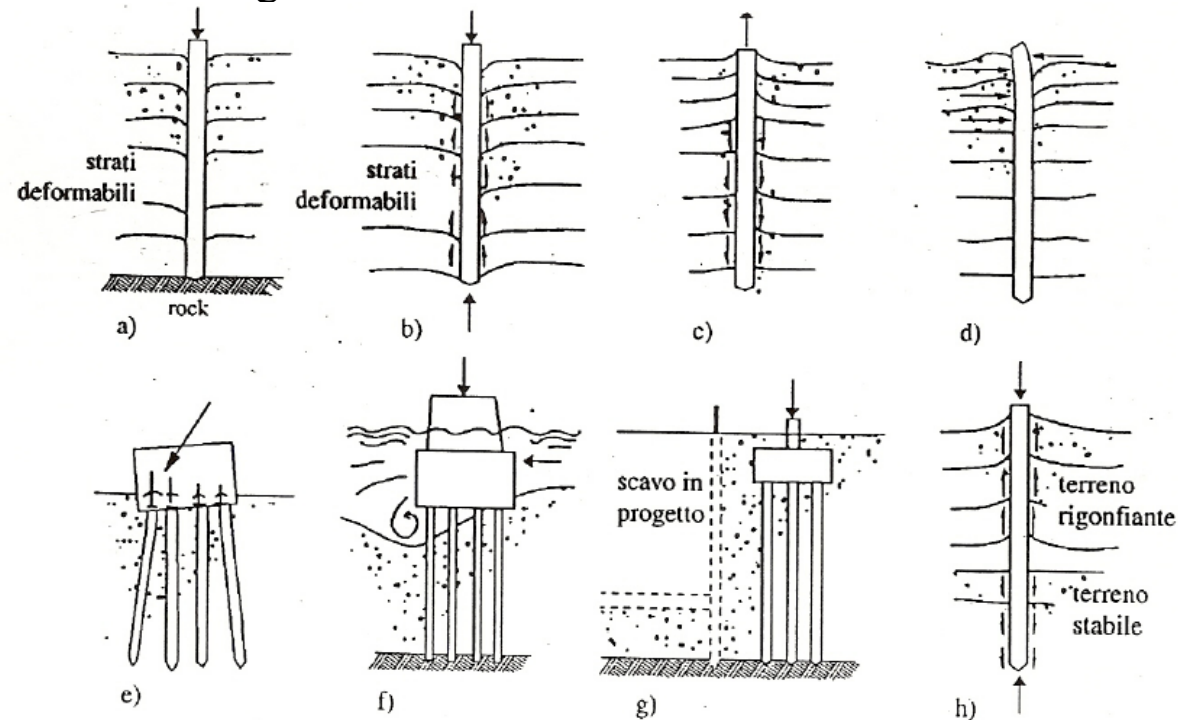 strati
deformabili
rock
a)
strati
deformabili
b)
c)
d)
e)
f)
scavo in
progetto
g)
terreno
rigonfiante
terreno
stabile
h)